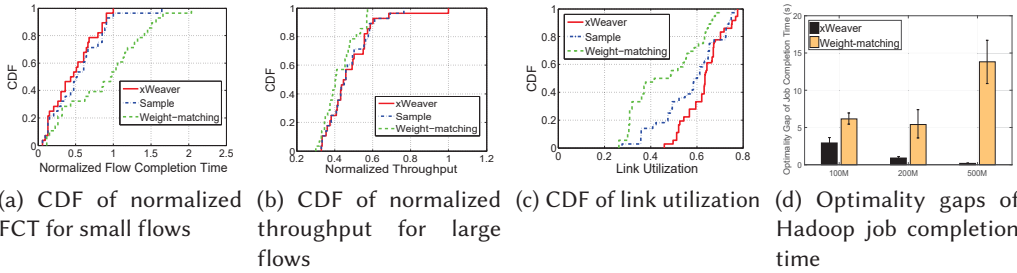 CDF
1
0.8
0.6
0.4
0.2
0
0 0.5 1 1.5 2 2.5
Normalized Flow Completion Time
xWeaver
Sample
Weight−matching
CDF
1
0.8
0.6
0.4
0.2
0
0.2 0.4 0.6 0.8 1 1.2
Normalized Throughput
xWeaver
Sample
Weight−matching
CDF
1
0.8
0.6
0.4
0.2
0
0 0.2 0.4 0.6 0.8
Link Utilization
xWeaver
Sample
Weight−matching
Optimality Gap of Job Completion Time (s)
20
15
10
5
0
100M 200M 500M
xWeaver
Weight-matching
(a) CDF of normalized
FCT for small flows
(b) CDF of normalized
throughput for large
flows
(c) CDF of link utilization
(d) Optimality gaps of
Hadoop job completion
time